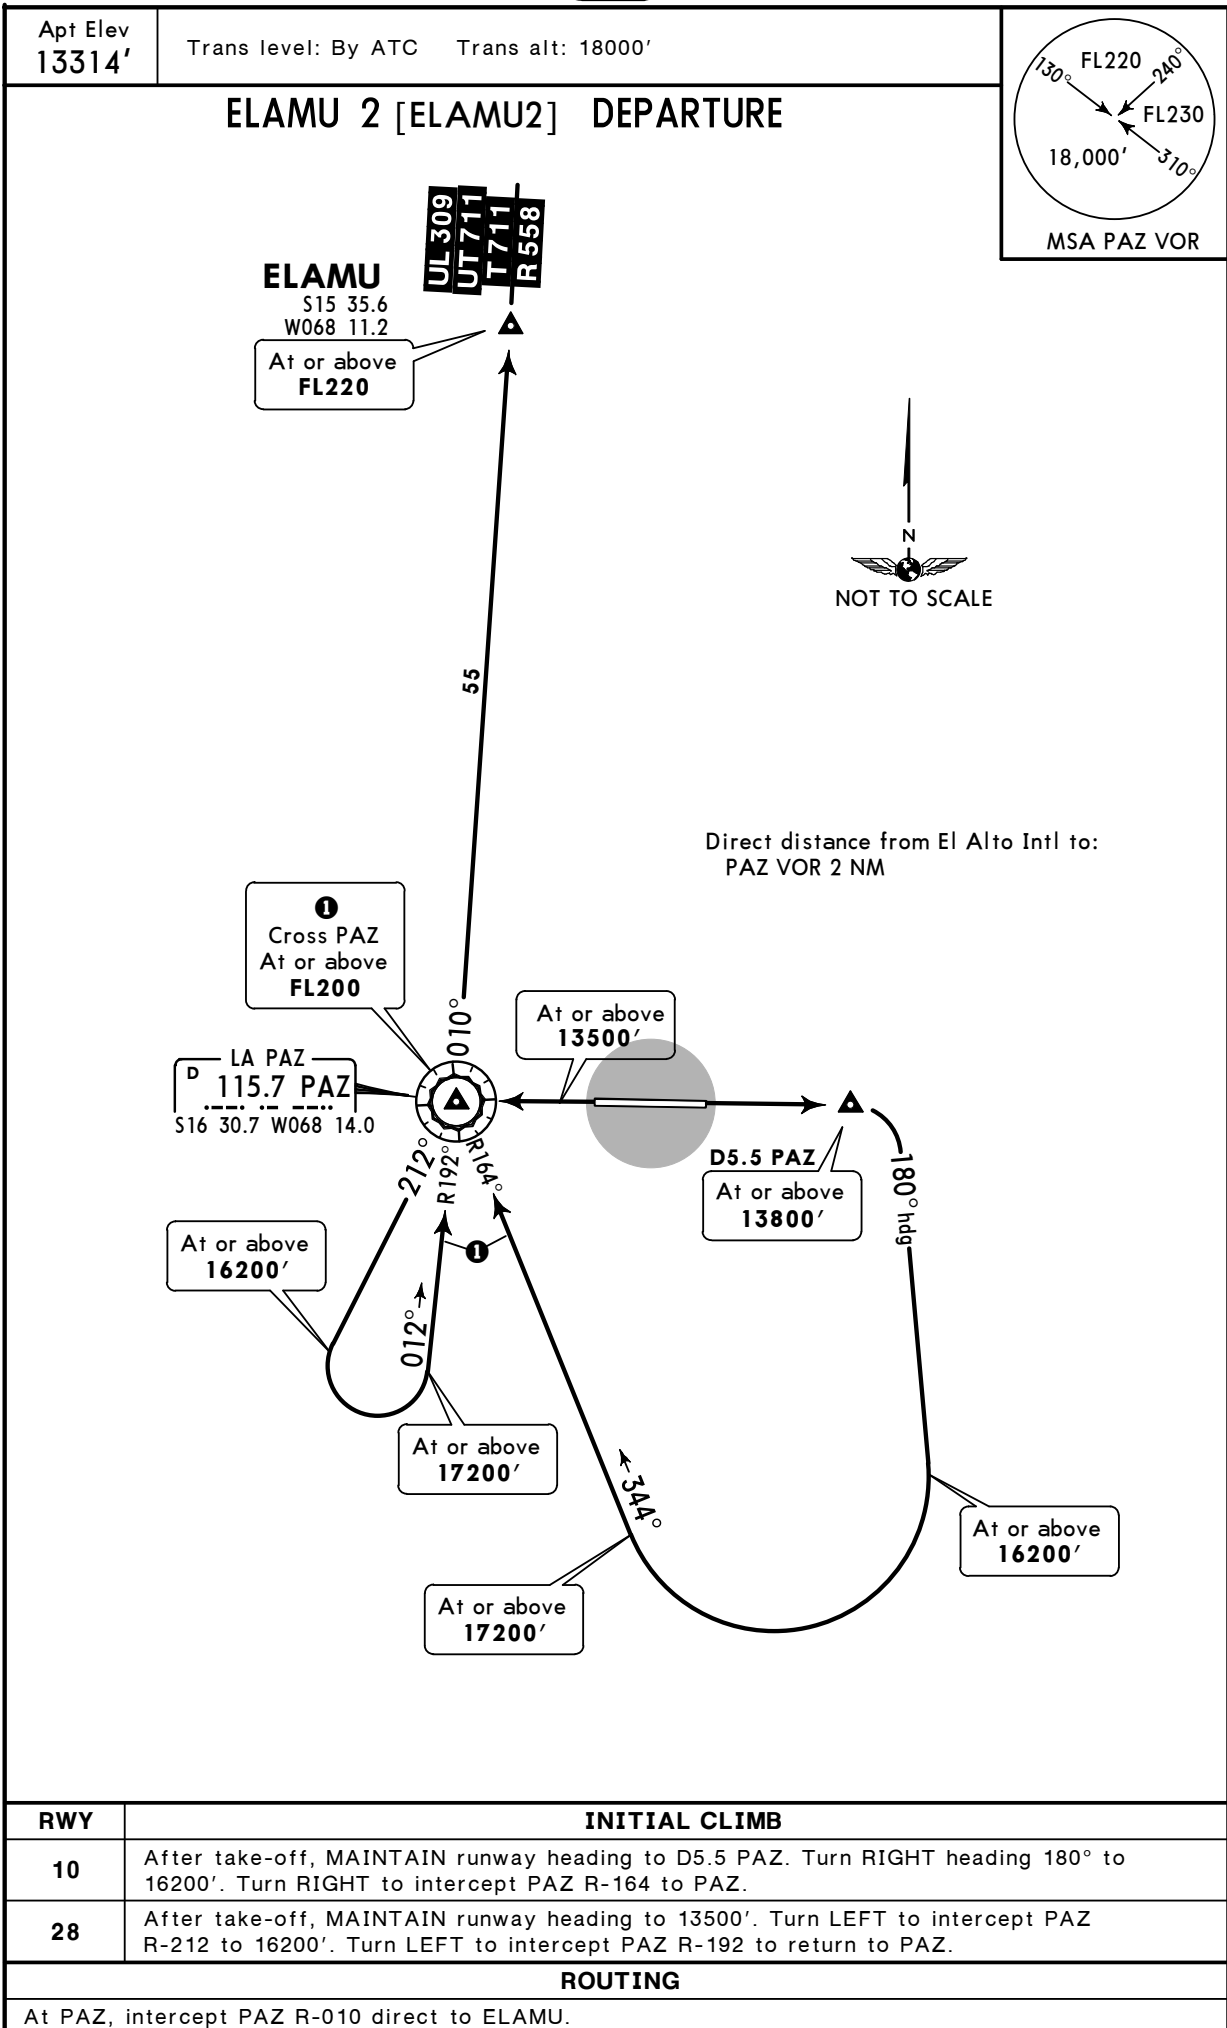 Apt Elev
13314'
Trans level: By ATC Trans alt: 18000'
130°
FL220
240°
FL230
18,000'
310°
MSA PAZ VOR
ELAMU 2 [ELAMU2] DEPARTURE
UL309
UT711
T711
R558
ELAMU
S15 35.6
W068 11.2
At or above
FL220
N
NOT TO SCALE
55
Direct distance from El Alto Intl to:
PAZ VOR 2 NM
1
Cross PAZ
At or above
FL200
010°
At or above
13500'
LA PAZ
D 115.7 PAZ
S16 30.7 W068 14.0
D5.5 PAZ
At or above
13800'
212°
R192°
R164°
180° hdg
At or above
16200'
1
012°
At or above
17200'
344°
At or above
16200'
At or above
17200'
RWY INITIAL CLIMB
10 After take-off, MAINTAIN runway heading to D5.5 PAZ. Turn RIGHT heading 180° to
16200'. Turn RIGHT to intercept PAZ R-164 to PAZ.
28 After take-off, MAINTAIN runway heading to 13500'. Turn LEFT to intercept PAZ
R-212 to 16200'. Turn LEFT to intercept PAZ R-192 to return to PAZ.
ROUTING
At PAZ, intercept PAZ R-010 direct to ELAMU.